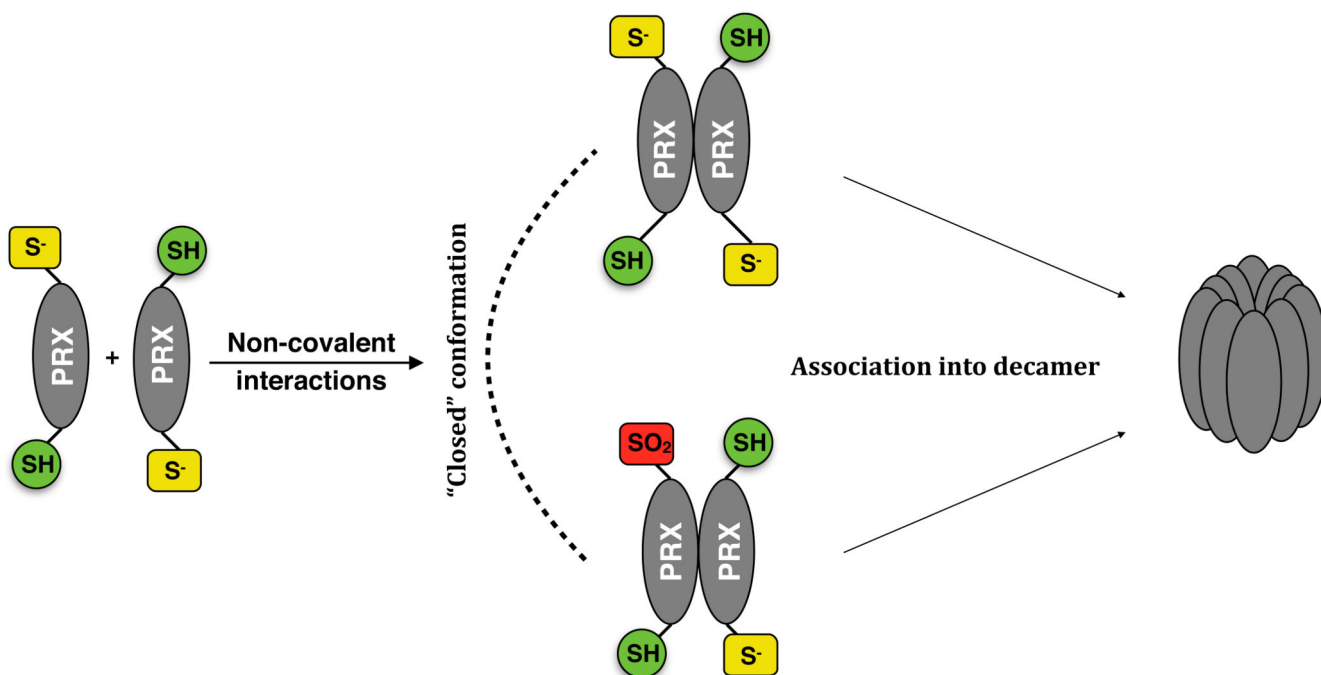 S-
SH
PRX
PRX
SH
S-
S-
SH
PRX
+
PRX
SH
S-
Non-covalent
interactions
"Closed" conformation
Association into decamer
SO₂
SH
PRX
PRX
SH
S-